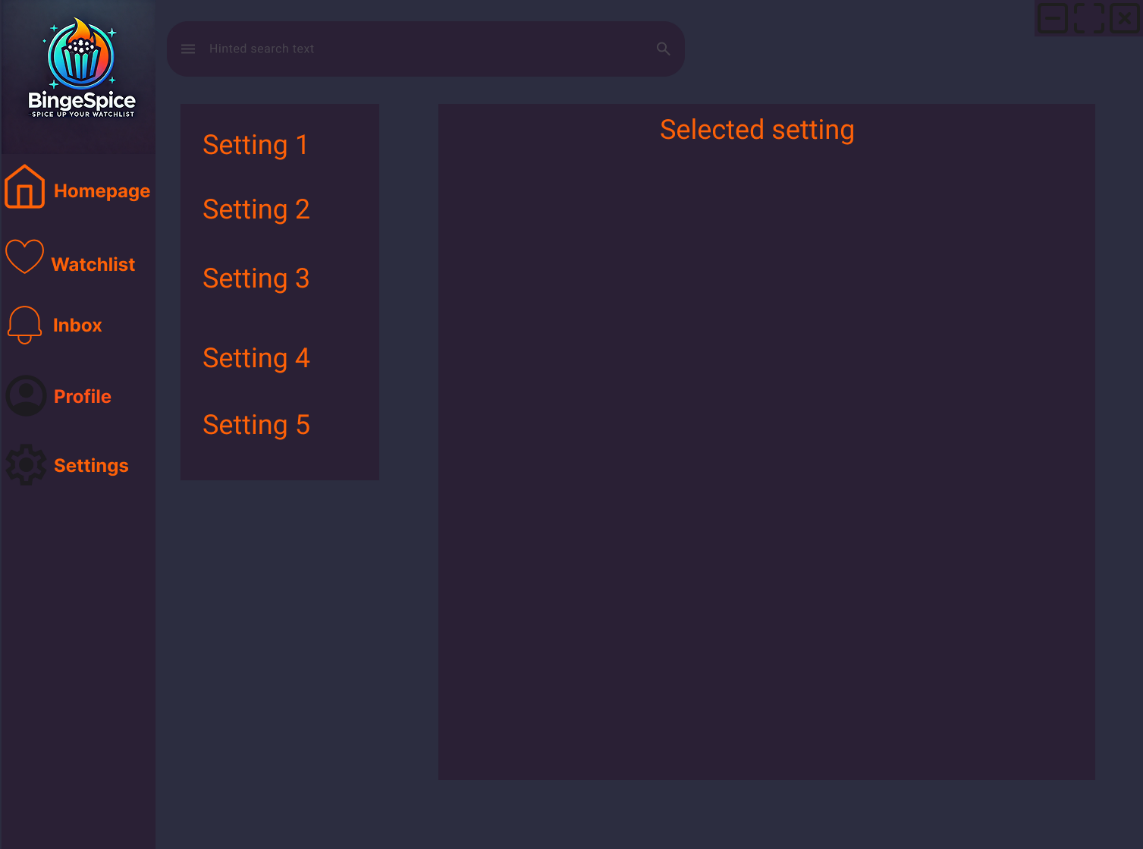 BingeSpice
SPICE UP YOUR WATCHLIST
Hinted search text
Homepage
Watchlist
Inbox
Profile
Settings
Setting 1
Setting 2
Setting 3
Setting 4
Setting 5
Selected setting